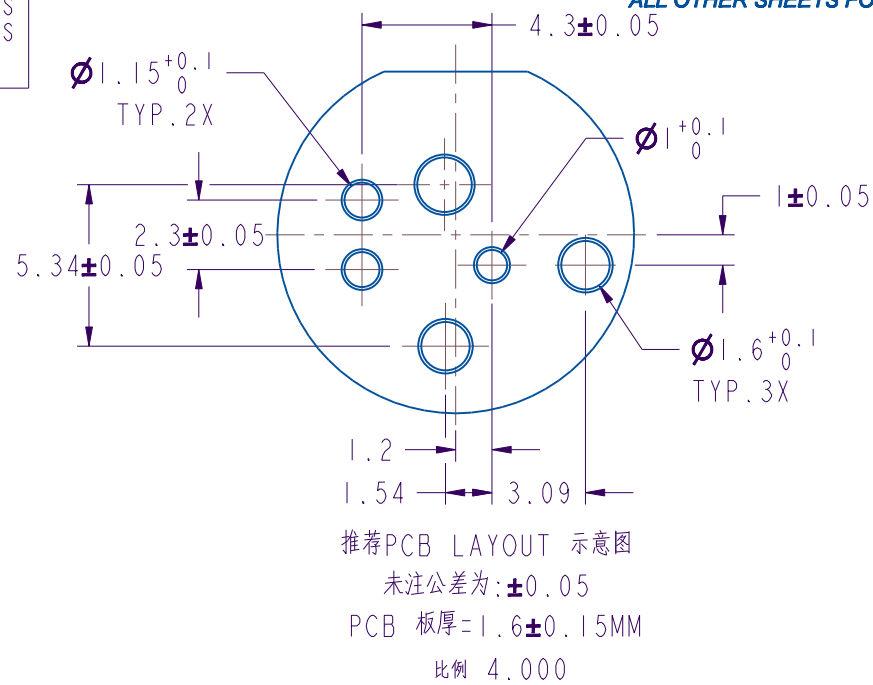 S
S
ALL OTHER SHEETS FO
4.3±0.05
Ø1.15 +0.1 0
TYP.2X
Ø1 +0.1 0
1±0.05
2.3±0.05
5.34±0.05
Ø1.6 +0.1 0
TYP.3X
1.2
1.54
3.09
推荐PCB LAYOUT 示意图
未注公差为:±0.05
PCB 板厚=1.6±0.15MM
比例 4.000